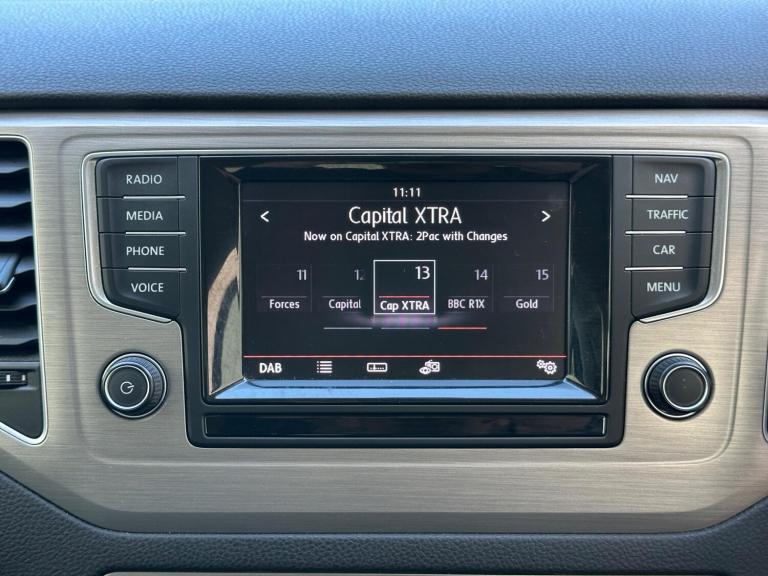 RADIO
MEDIA
PHONE
VOICE
11:11
< Capital XTRA >
Now on Capital XTRA: 2Pac with Changes
11 12 13 14 15
Forces Capital Cap XTRA BBC R1X Gold
DAB
NAV
TRAFFIC
CAR
MENU